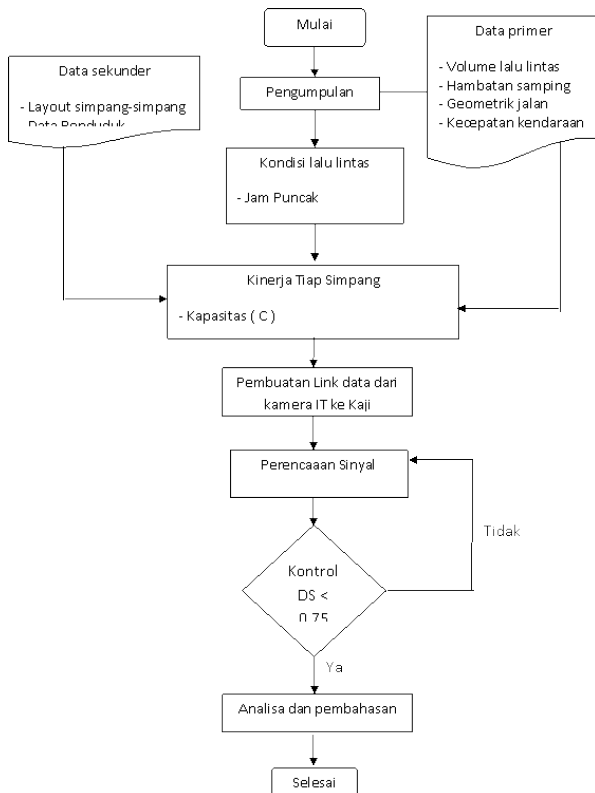 Mulai
Data primer
- Volume lalu lintas
- Hambatan samping
- Geometrik jalan
- Kecepatan kendaraan
Data sekunder
- Layout simpang-simpang
Pengumpulan
Kondisi lalu lintas
- Jam Puncak
Kinerja Tiap Simpang
- Kapasitas ( C )
Pembuatan Link data dari
kamera IT ke Kaji
Perencaaan Sinyal
Tidak
Kontrol
DS <
0,75
Ya
Analisa dan pembahasan
Selesai